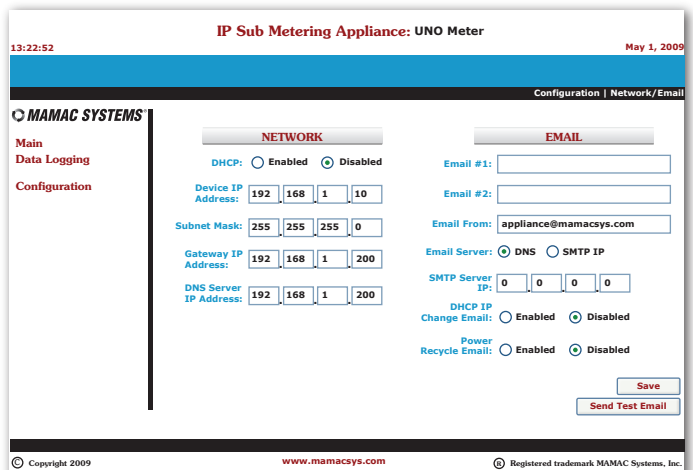 IP Sub Metering Appliance: UNO Meter
13:22:52
May 1, 2009
Configuration | Network/Email
MAMAC SYSTEMS
Main
Data Logging
Configuration
NETWORK
DHCP: Enabled Disabled
Device IP
Address: 192 . 168 . 1 . 10
Subnet Mask: 255 . 255 . 255 . 0
Gateway IP
Address: 192 . 168 . 1 . 200
DNS Server
IP Address: 192 . 168 . 1 . 200
EMAIL
Email #1:
Email #2:
Email From: appliance@mamacsys.com
Email Server: DNS SMTP IP
SMTP Server
IP: 0 . 0 . 0 . 0
DHCP IP
Change Email: Enabled Disabled
Power
Recycle Email: Enabled Disabled
Save
Send Test Email
© Copyright 2009
www.mamacsys.com
® Registered trademark MAMAC Systems, Inc.